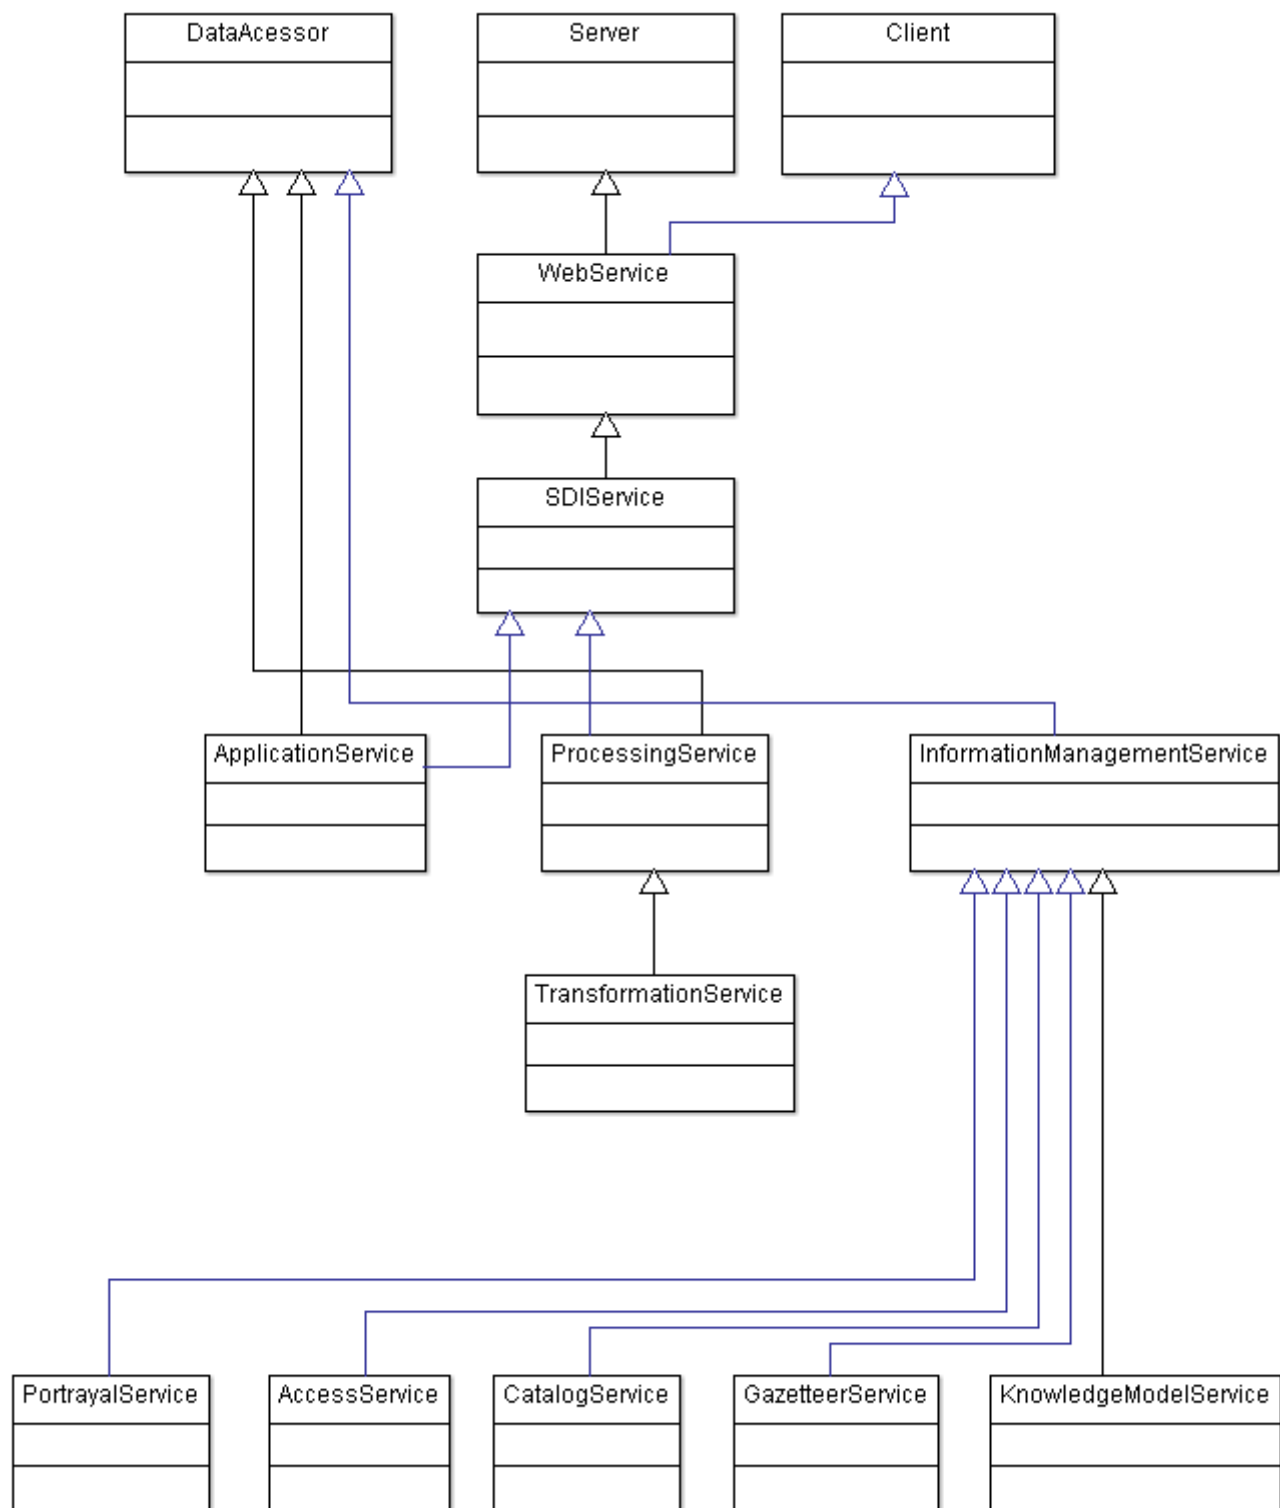 DataAcessor
Server
Client
WebService
SDIService
ApplicationService
ProcessingService
InformationManagementService
TransformationService
PortrayalService
AccessService
CatalogService
GazetteerService
KnowledgeModelService